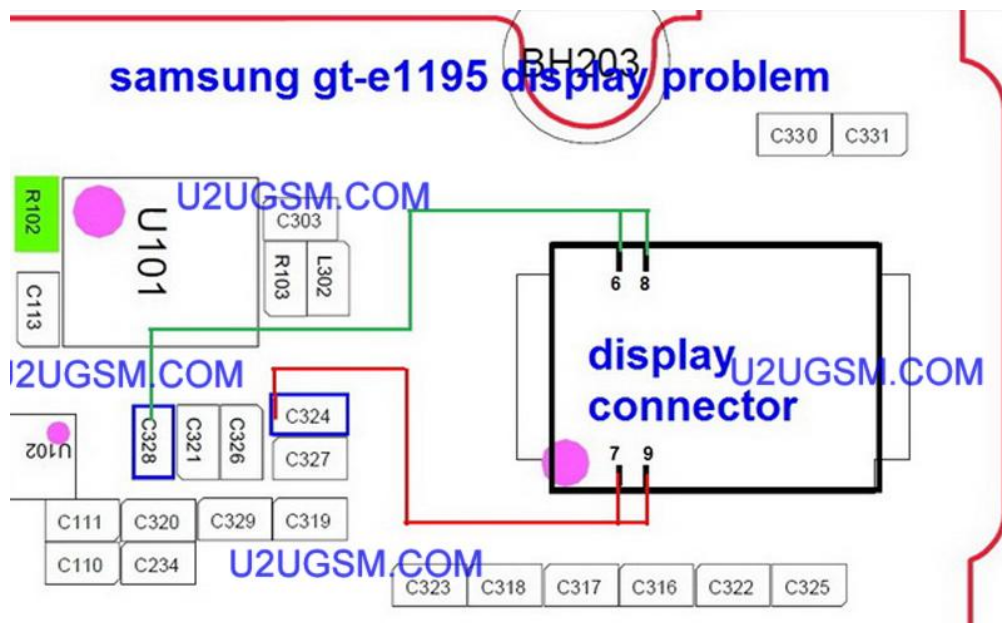 BH203
samsung gt-e1195 display problem
C330
C331
R102
U2UGSM.COM
U101
C303
R103
L302
C113
6
8
display
connector
U2UGSM.COM
2UGSM.COM
C324
C328
C321
C326
C327
U102
7
9
C111
C320
C329
C319
C110
C234
U2UGSM.COM
C323
C318
C317
C316
C322
C325